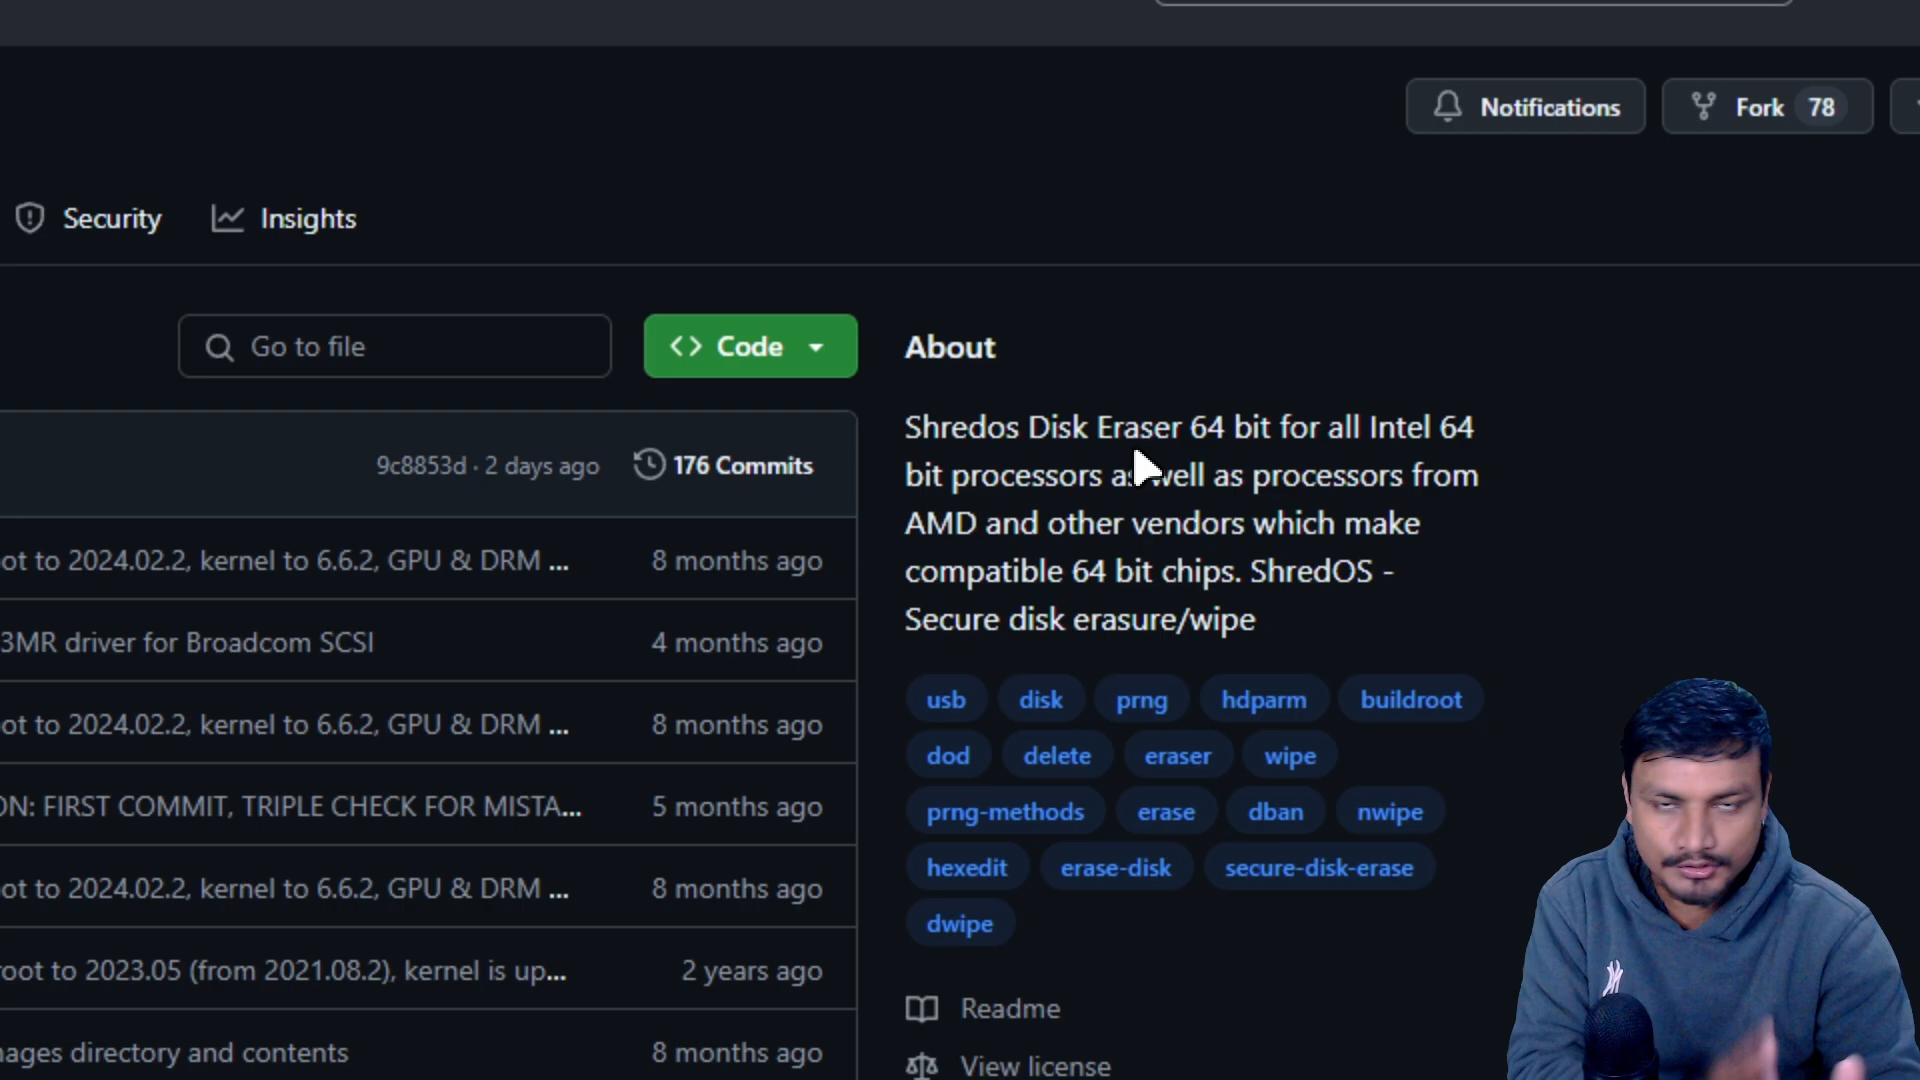 Notifications
Fork 78
Security
Insights
Go to file
Code
About
Shredos Disk Eraser 64 bit for all Intel 64
bit processors as well as processors from
AMD and other vendors which make
compatible 64 bit chips. ShredOS -
Secure disk erasure/wipe
9c8853d · 2 days ago
176 Commits
ot to 2024.02.2, kernel to 6.6.2, GPU & DRM ...
8 months ago
3MR driver for Broadcom SCSI
4 months ago
ot to 2024.02.2, kernel to 6.6.2, GPU & DRM ...
8 months ago
ON: FIRST COMMIT, TRIPLE CHECK FOR MISTA...
5 months ago
ot to 2024.02.2, kernel to 6.6.2, GPU & DRM ...
8 months ago
root to 2023.05 (from 2021.08.2), kernel is up...
2 years ago
ages directory and contents
8 months ago
usb disk prng hdparm buildroot
dod delete eraser wipe
prng-methods erase dban nwipe
hexedit erase-disk secure-disk-erase
dwipe
Readme
View license